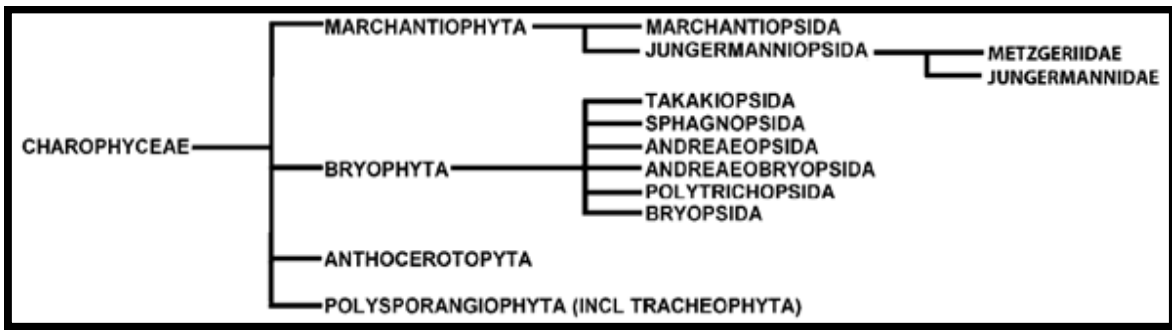 MARCHANTIOPHYTA
MARCHANTIOPSIDA
JUNGERMANNIOPSIDA
METZGERIIDAE
JUNGERMANNIDAE
CHAROPHYCEAE
BRYOPHYTA
TAKAKIOPSIDA
SPHAGNOPSIDA
ANDREAEOPSIDA
ANDREAEOBRYOPSIDA
POLYTRICHOPSIDA
BRYOPSIDA
ANTHOCEROTOPYTA
POLYSPORANGIOPHYTA (INCL TRACHEOPHYTA)